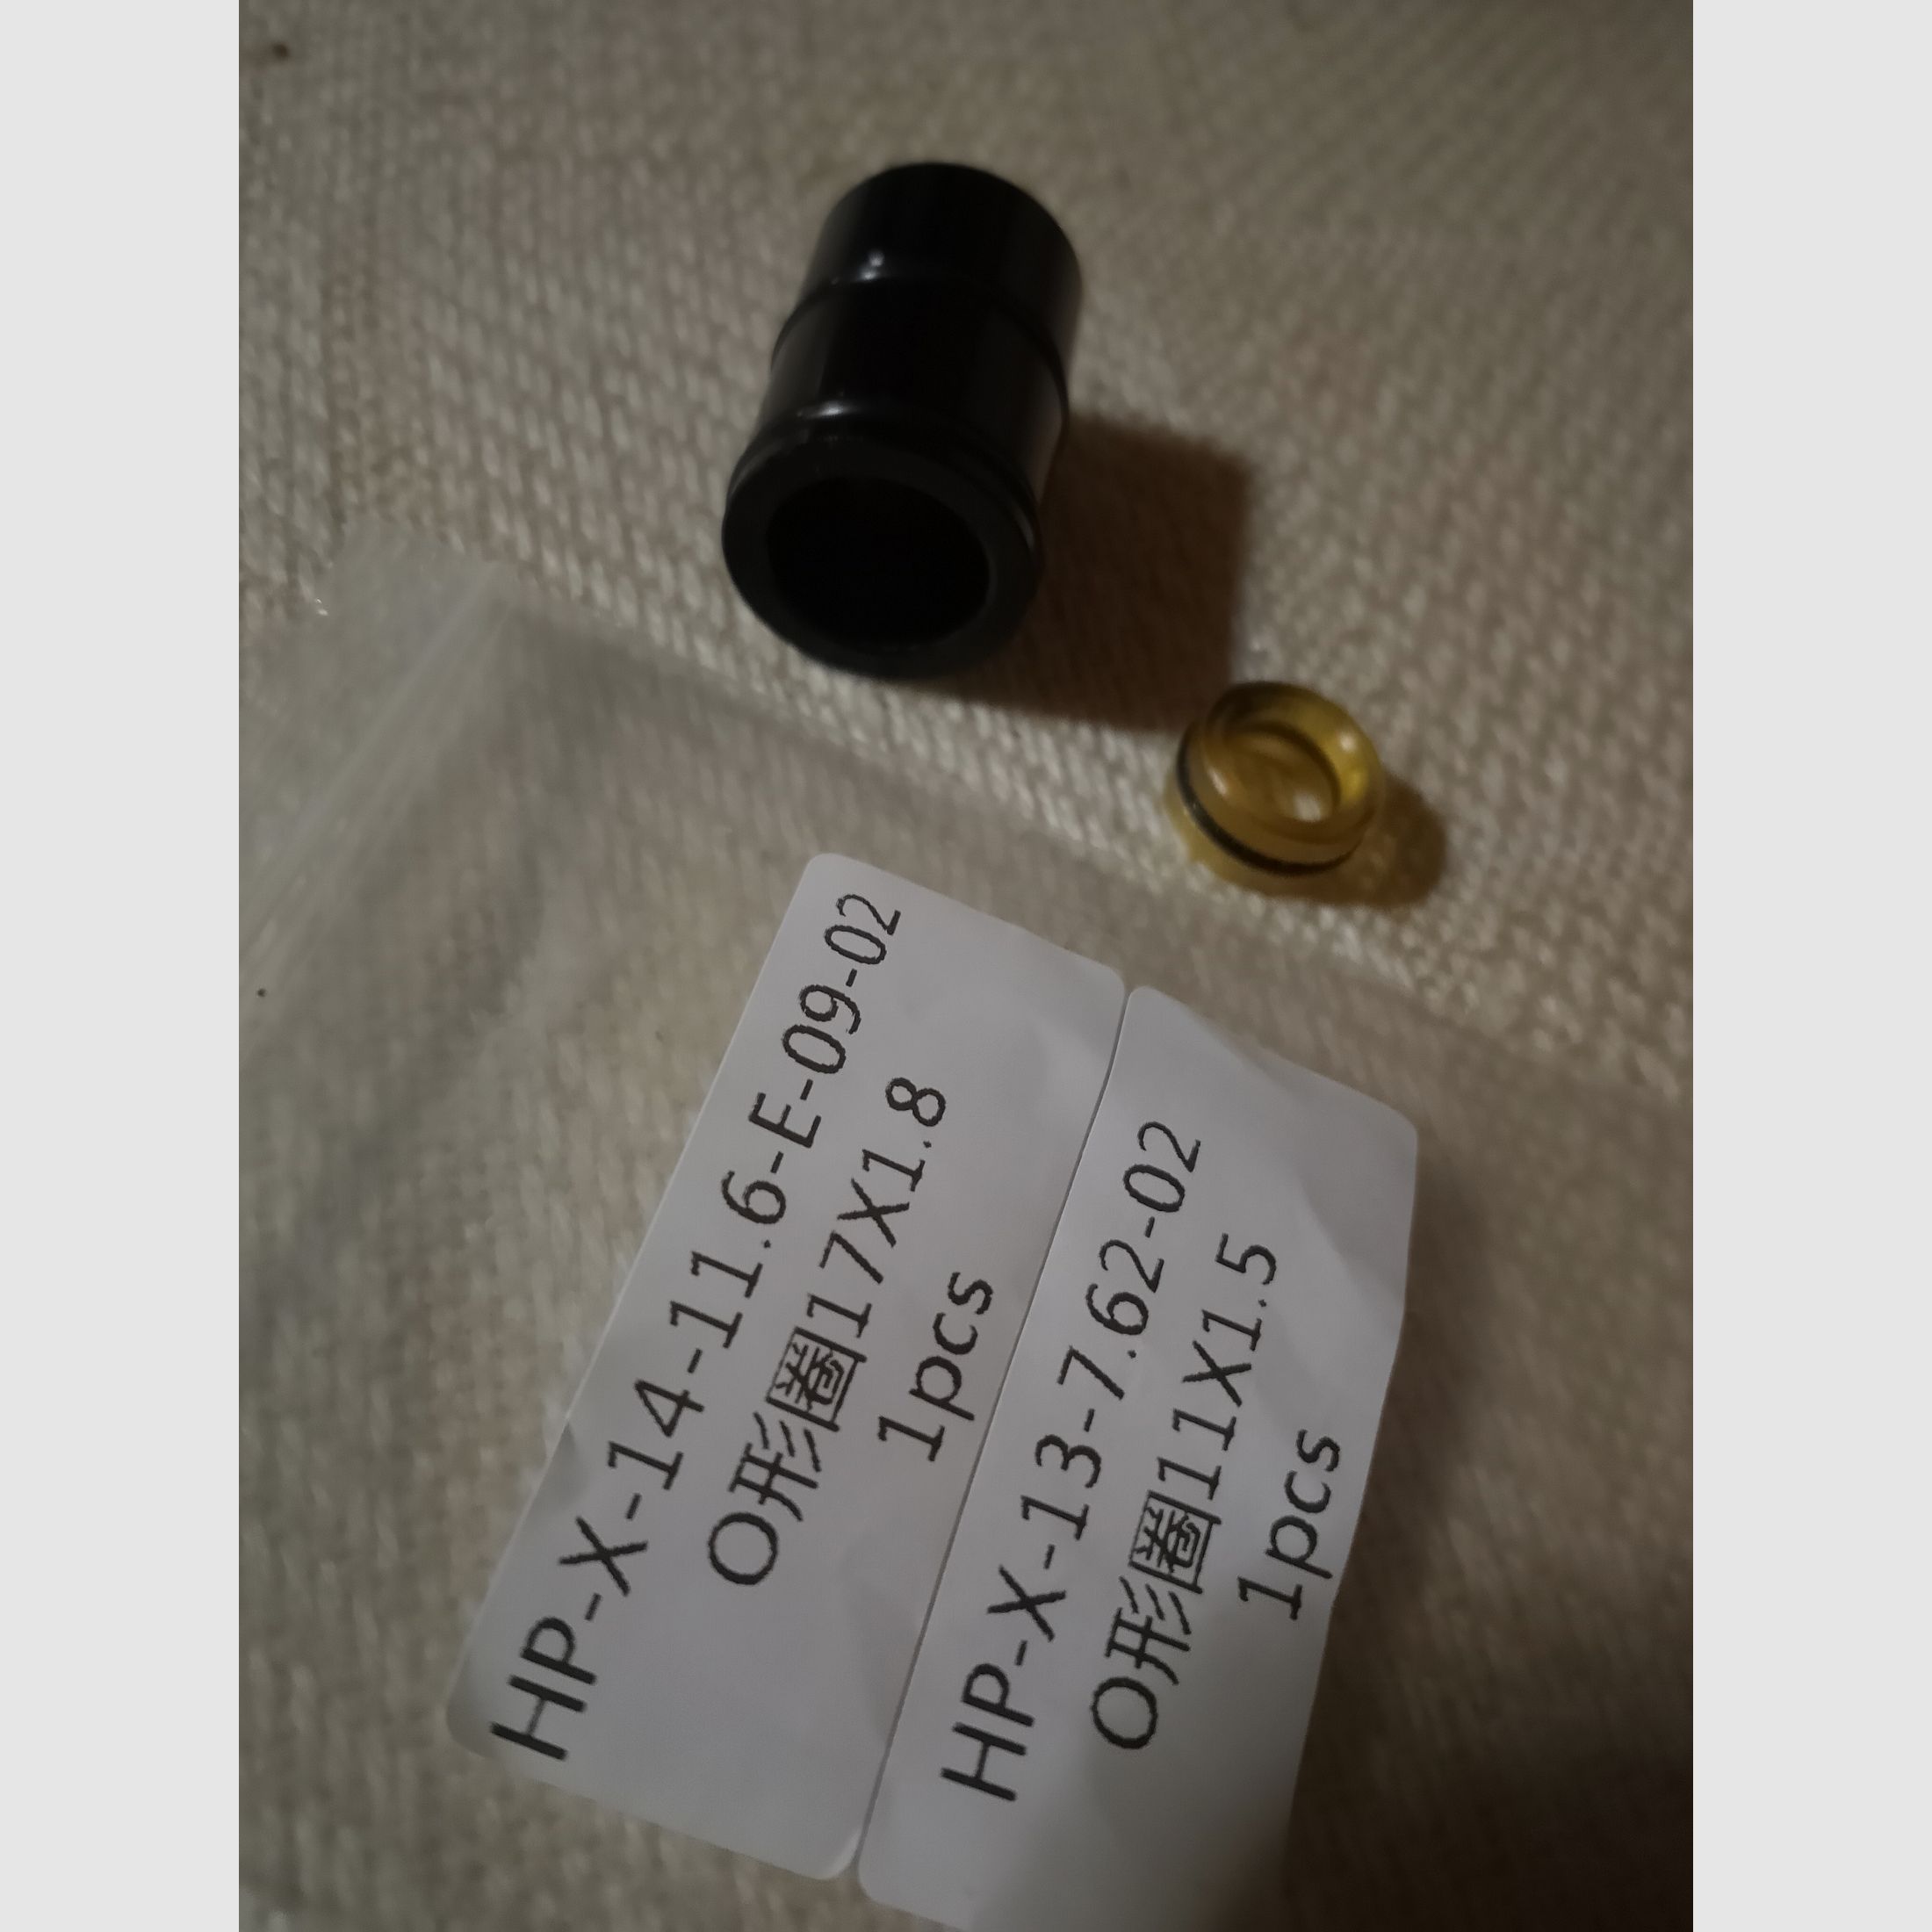 HP-X-14-11.6-E-09-02
O形圈17X1.8
1pcs
HP-X-13-7.62-02
O形圈11X1.5
1pcs